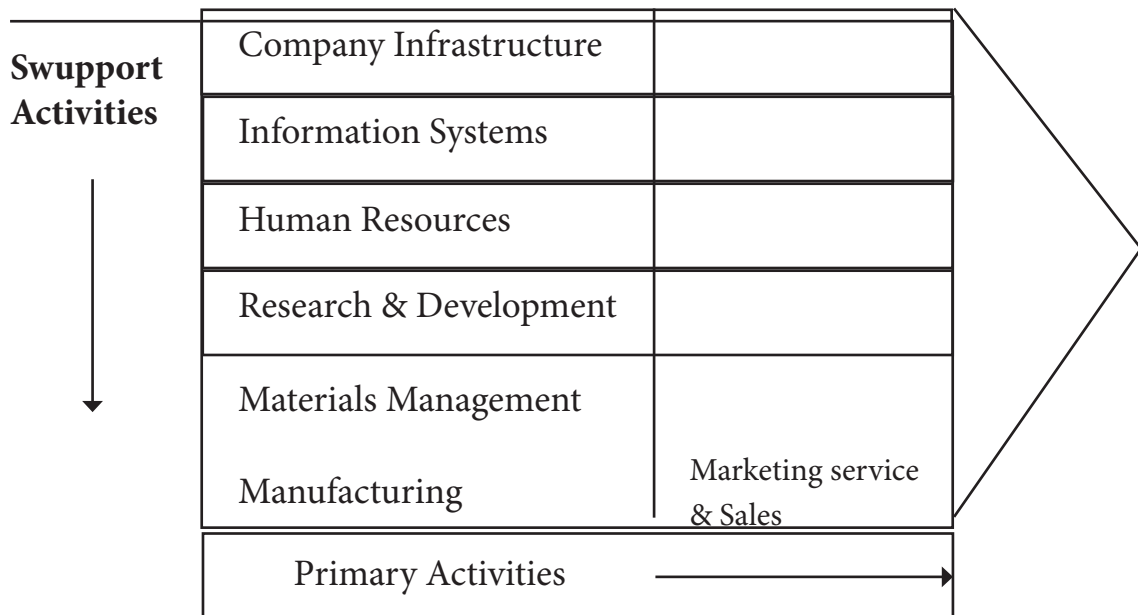 Company Infrastructure
Swupport
Activities
Information Systems
Human Resources
Research & Development
Materials Management
Manufacturing
Marketing service
& Sales
Primary Activities